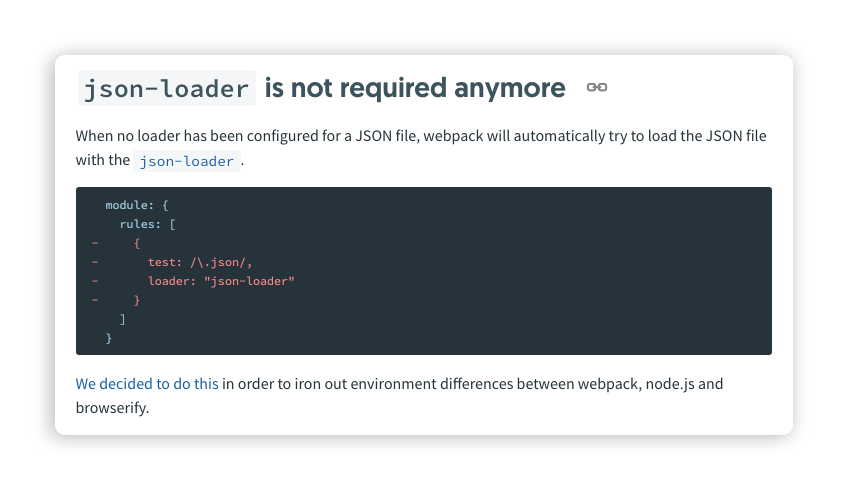 json-loader is not required anymore
When no loader has been configured for a JSON file, webpack will automatically try to load the JSON file
with the json-loader.
module: {
rules: [
- {
- test: /\.json/,
- loader: "json-loader"
- }
]
}
We decided to do this in order to iron out environment differences between webpack, node.js and
browserify.